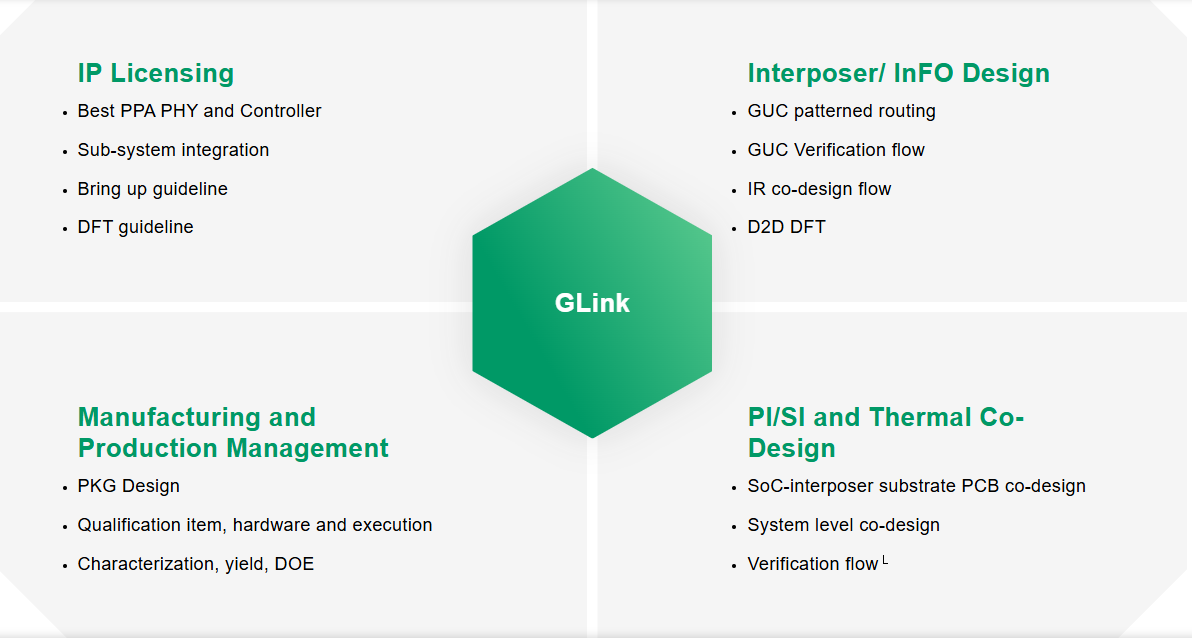 IP Licensing
Best PPA PHY and Controller
Sub-system integration
Bring up guideline
DFT guideline
Interposer/ InFO Design
GUC patterned routing
GUC Verification flow
IR co-design flow
D2D DFT
GLink
Manufacturing and
Production Management
PKG Design
Qualification item, hardware and execution
Characterization, yield, DOE
PI/SI and Thermal Co-
Design
SoC-interposer substrate PCB co-design
System level co-design
Verification flow└